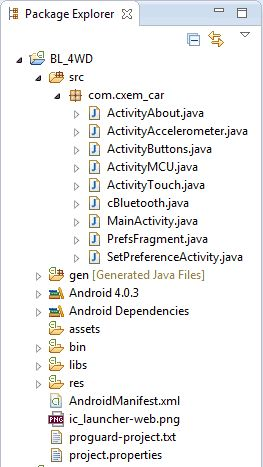 Package Explorer
BL_4WD
src
com.cxem_car
ActivityAbout.java
ActivityAccelerometer.java
ActivityButtons.java
ActivityMCU.java
ActivityTouch.java
cBluetooth.java
MainActivity.java
PrefsFragment.java
SetPreferenceActivity.java
gen [Generated Java Files]
Android 4.0.3
Android Dependencies
assets
bin
libs
res
AndroidManifest.xml
ic_launcher-web.png
proguard-project.txt
project.properties